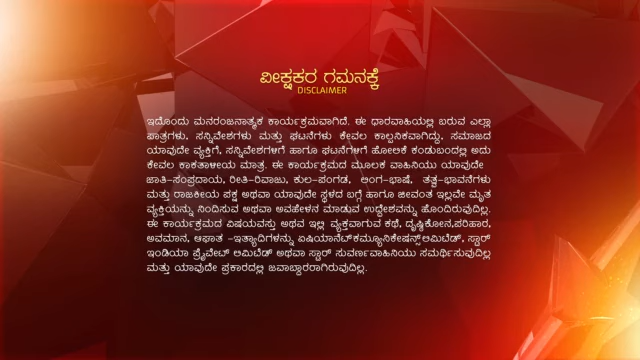 ವೀಕ್ಷಕರ ಗಮನಕ್ಕೆ
DISCLAIMER
ಇದೊಂದು ಮನರಂಜನಾತ್ಮಕ ಕಾರ್ಯಕ್ರಮವಾಗಿದೆ. ಈ ಧಾರವಾಹಿಯಲ್ಲಿ ಬರುವ ಎಲ್ಲಾ
ಪಾತ್ರಗಳು, ಸನ್ನಿವೇಶಗಳು ಮತ್ತು ಘಟನೆಗಳು ಕೇವಲ ಕಾಲ್ಪನಿಕವಾಗಿದ್ದು, ಸಮಾಜದ
ಯಾವುದೇ ವ್ಯಕ್ತಿಗೆ, ಸನ್ನಿವೇಶಗಳಿಗೆ ಹಾಗೂ ಘಟನೆಗಳಿಗೆ ಹೋಲಿಕೆ ಕಂಡುಬಂದಲ್ಲಿ ಅದು
ಕೇವಲ ಕಾಕತಾಳೀಯ ಮಾತ್ರ. ಈ ಕಾರ್ಯಕ್ರಮದ ಮೂಲಕ ವಾಹಿನಿಯು ಯಾವುದೇ
ಜಾತಿ-ಸಂಪ್ರದಾಯ, ರೀತಿ-ರಿವಾಜು, ಕುಲ-ಪಂಗಡ, ಲಿಂಗ-ಭಾಷೆ, ತತ್ವ-ಭಾವನೆಗಳು
ಮತ್ತು ರಾಜಕೀಯ ಪಕ್ಷ ಅಥವಾ ಯಾವುದೇ ಸ್ಥಳದ ಬಗ್ಗೆ ಹಾಗೂ ಜೀವಂತ ಇಲ್ಲವೇ ಮೃತ
ವ್ಯಕ್ತಿಯನ್ನು ನಿಂದಿಸುವ ಅಥವಾ ಅವಹೇಳನ ಮಾಡುವ ಉದ್ದೇಶವನ್ನು ಹೊಂದಿರುವುದಿಲ್ಲ.
ಈ ಕಾರ್ಯಕ್ರಮದ ವಿಷಯವಸ್ತು ಅಥವ ಇಲ್ಲಿ ವ್ಯಕ್ತವಾಗುವ ಕಥೆ, ದೃಷ್ಟಿಕೋನ,ಪರಿಹಾರ,
ಅವಮಾನ, ಆಘಾತ -ಇತ್ಯಾದಿಗಳನ್ನು ಏಷಿಯಾನೆಟ್‌ಕಮ್ಯೂನಿಕೇಷನ್ಸ್ ಲಿಮಿಟೆಡ್, ಸ್ಟಾರ್
ಇಂಡಿಯಾ ಪ್ರೈವೇಟ್ ಲಿಮಿಟೆಡ್ ಅಥವಾ ಸ್ಟಾರ್ ಸುವರ್ಣವಾಹಿನಿಯು ಸಮರ್ಥಿಸುವುದಿಲ್ಲ
ಮತ್ತು ಯಾವುದೇ ಪ್ರಕಾರದಲ್ಲಿ ಜವಾಬ್ದಾರರಾಗಿರುವುದಿಲ್ಲ.